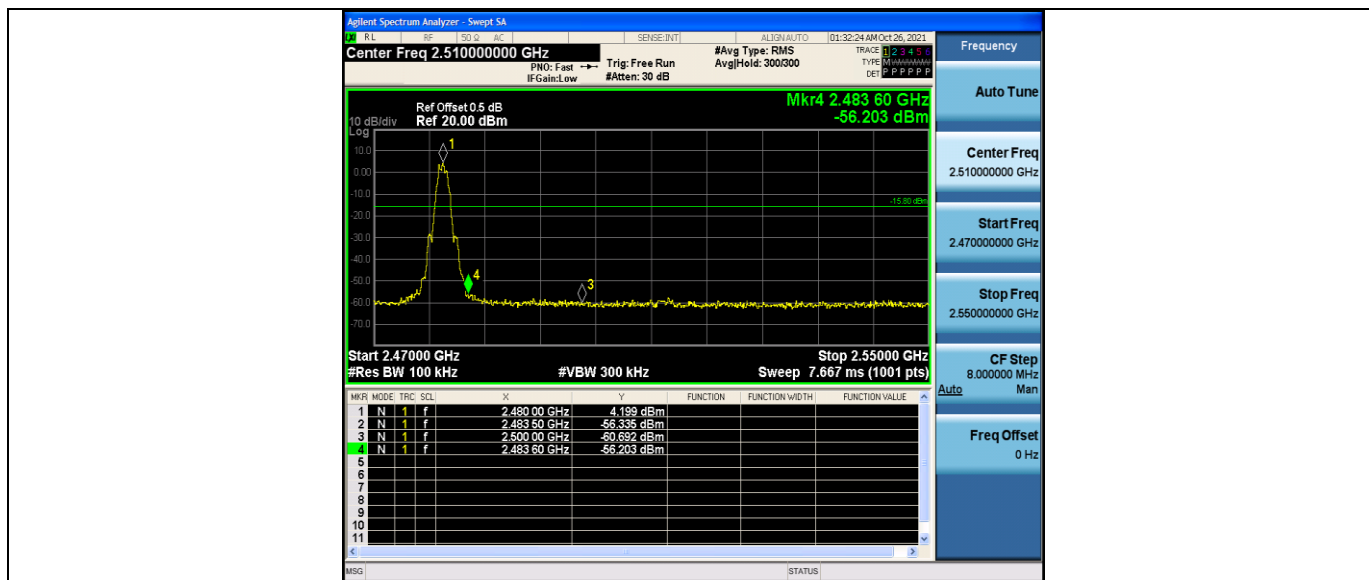 Agilent Spectrum Analyzer - Swept SA
RL RF 50 Ω AC SENSE:INT ALIGN AUTO 01:32:24 AM Oct 26, 2021
Center Freq 2.510000000 GHz
PNO: Fast
IFGain:Low
Trig: Free Run
#Atten: 30 dB
#Avg Type: RMS
Avg|Hold: 300/300
TRACE 1 2 3 4 5 6
TYPE M
DET P P P P P P
Ref Offset 0.5 dB
10 dB/div Ref 20.00 dBm
Log
Mkr4 2.483 60 GHz
-56.203 dBm
10.0
0.00
-10.0
-20.0
-30.0
-40.0
-50.0
-60.0
-70.0
1
4
3
-15.80 dBm
Start 2.47000 GHz Stop 2.55000 GHz
#Res BW 100 kHz #VBW 300 kHz Sweep 7.667 ms (1001 pts)
MKR MODE TRC SCL X Y FUNCTION FUNCTION WIDTH FUNCTION VALUE
1 N 1 f 2.480 00 GHz 4.199 dBm
2 N 1 f 2.483 50 GHz -56.335 dBm
3 N 1 f 2.500 00 GHz -60.692 dBm
4 N 1 f 2.483 60 GHz -56.203 dBm
5
6
7
8
9
10
11
MSG STATUS
Frequency
Auto Tune
Center Freq
2.510000000 GHz
Start Freq
2.470000000 GHz
Stop Freq
2.550000000 GHz
CF Step
8.000000 MHz
Auto Man
Freq Offset
0 Hz